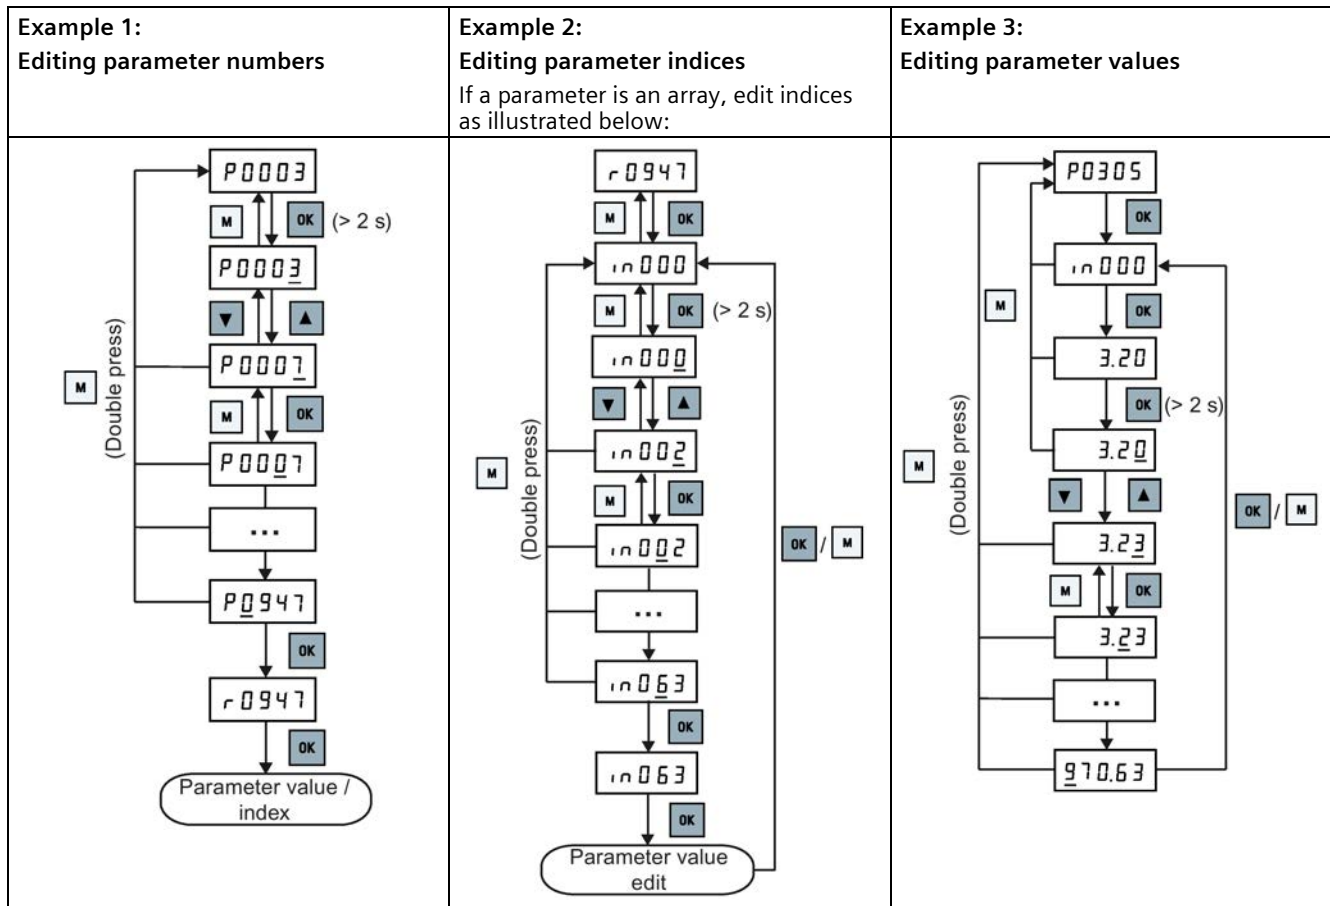 Example 1:
Editing parameter numbers
Example 2:
Editing parameter indices
If a parameter is an array, edit indices
as illustrated below:
Example 3:
Editing parameter values
P0003
M
OK (> 2 s)
P0003
▼ ▲
P0007
M OK
P0007
...
P0947
OK
r0947
OK
Parameter value /
index
M
(Double press)
r0947
M OK
in000
M OK (> 2 s)
in000
▼ ▲
in002
M OK
in002
...
in063
OK
in063
OK
Parameter value
edit
M
(Double press)
OK / M
P0305
OK
in000
OK
3.20
OK (> 2 s)
3.20
▼ ▲
3.23
M OK
3.23
...
970.63
M
M
(Double press)
OK / M